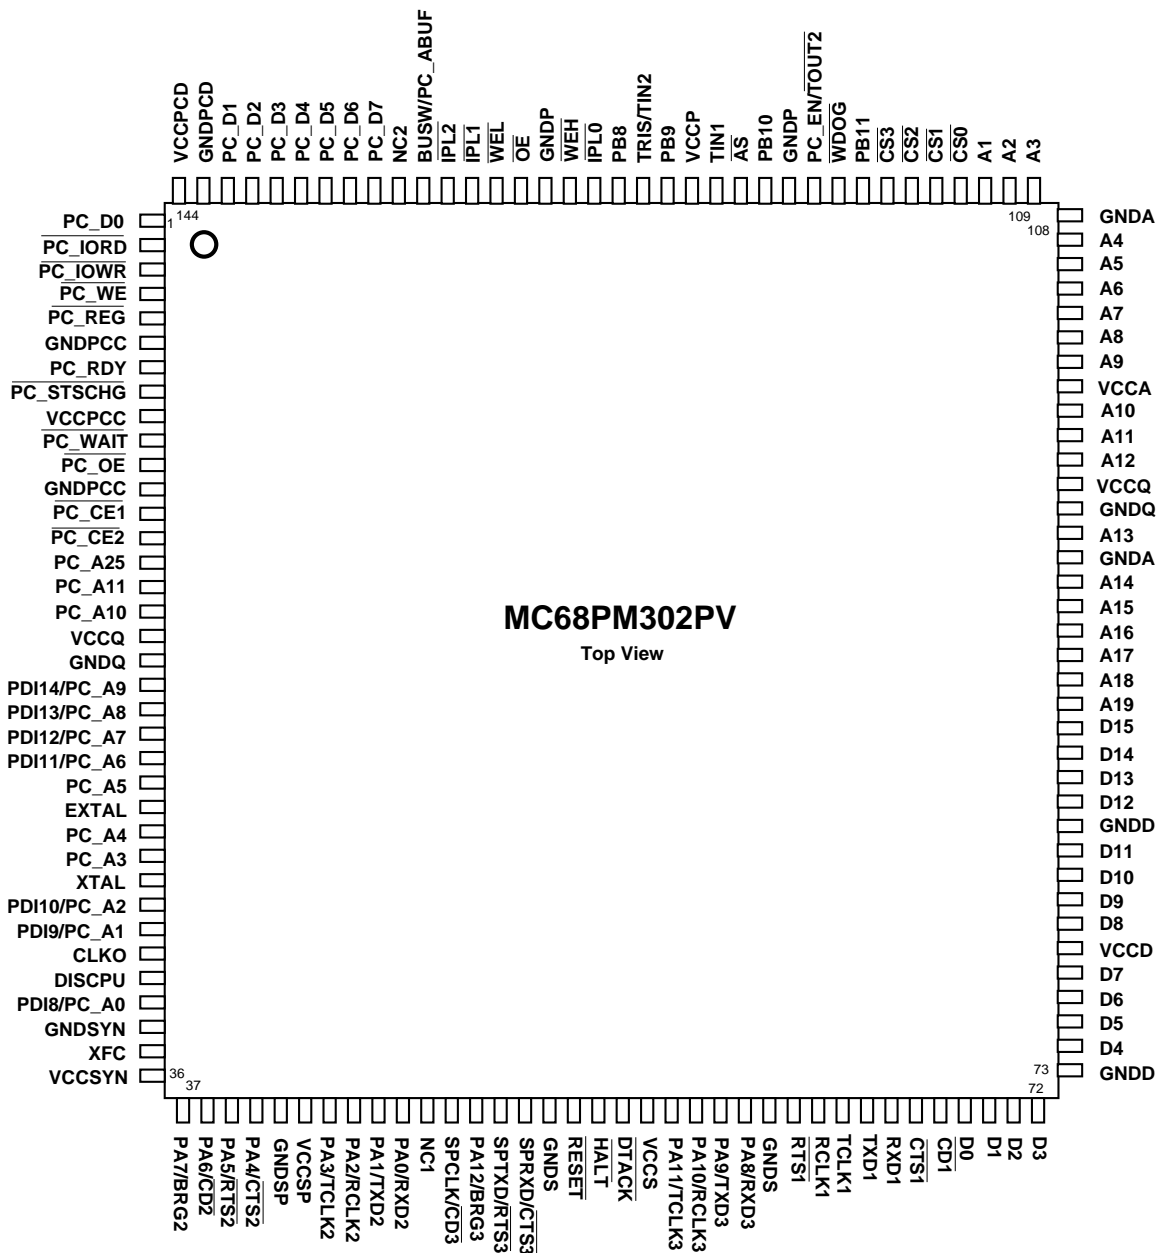 VCCPCD
GNDPCD
PC_D1
PC_D2
PC_D3
PC_D4
PC_D5
PC_D6
PC_D7
NC2
BUSW/PC_ABUF
IPL2
IPL1
WEL
OE
GNDP
WEH
IPL0
PB8
TRIS/TIN2
PB9
VCCP
TIN1
AS
PB10
GNDP
PC_EN/TOUT2
WDOG
PB11
CS3
CS2
CS1
CS0
A1
A2
A3
144
109
1
108
PC_D0
PC_IORD
PC_IOWR
PC_WE
PC_REG
GNDPCC
PC_RDY
PC_STSCHG
VCCPCC
PC_WAIT
PC_OE
GNDPCC
PC_CE1
PC_CE2
PC_A25
PC_A11
PC_A10
VCCQ
GNDQ
PDI14/PC_A9
PDI13/PC_A8
PDI12/PC_A7
PDI11/PC_A6
PC_A5
EXTAL
PC_A4
PC_A3
XTAL
PDI10/PC_A2
PDI9/PC_A1
CLKO
DISCPU
PDI8/PC_A0
GNDSYN
XFC
VCCSYN
MC68PM302PV
Top View
GNDA
A4
A5
A6
A7
A8
A9
VCCA
A10
A11
A12
VCCQ
GNDQ
A13
GNDA
A14
A15
A16
A17
A18
A19
D15
D14
D13
D12
GNDD
D11
D10
D9
D8
VCCD
D7
D6
D5
D4
GNDD
36
73
37
72
PA7/BRG2
PA6/CD2
PA5/RTS2
PA4/CTS2
GNDSP
VCCSP
PA3/TCLK2
PA2/RCLK2
PA1/TXD2
PA0/RXD2
NC1
SPCLK/CD3
PA12/BRG3
SPTXD/RTS3
SPRXD/CTS3
GNDS
RESET
HALT
DTACK
VCCS
PA11/TCLK3
PA10/RCLK3
PA9/TXD3
PA8/RXD3
GNDS
RTS1
RCLK1
TCLK1
TXD1
RXD1
CTS1
CD1
D0
D1
D2
D3